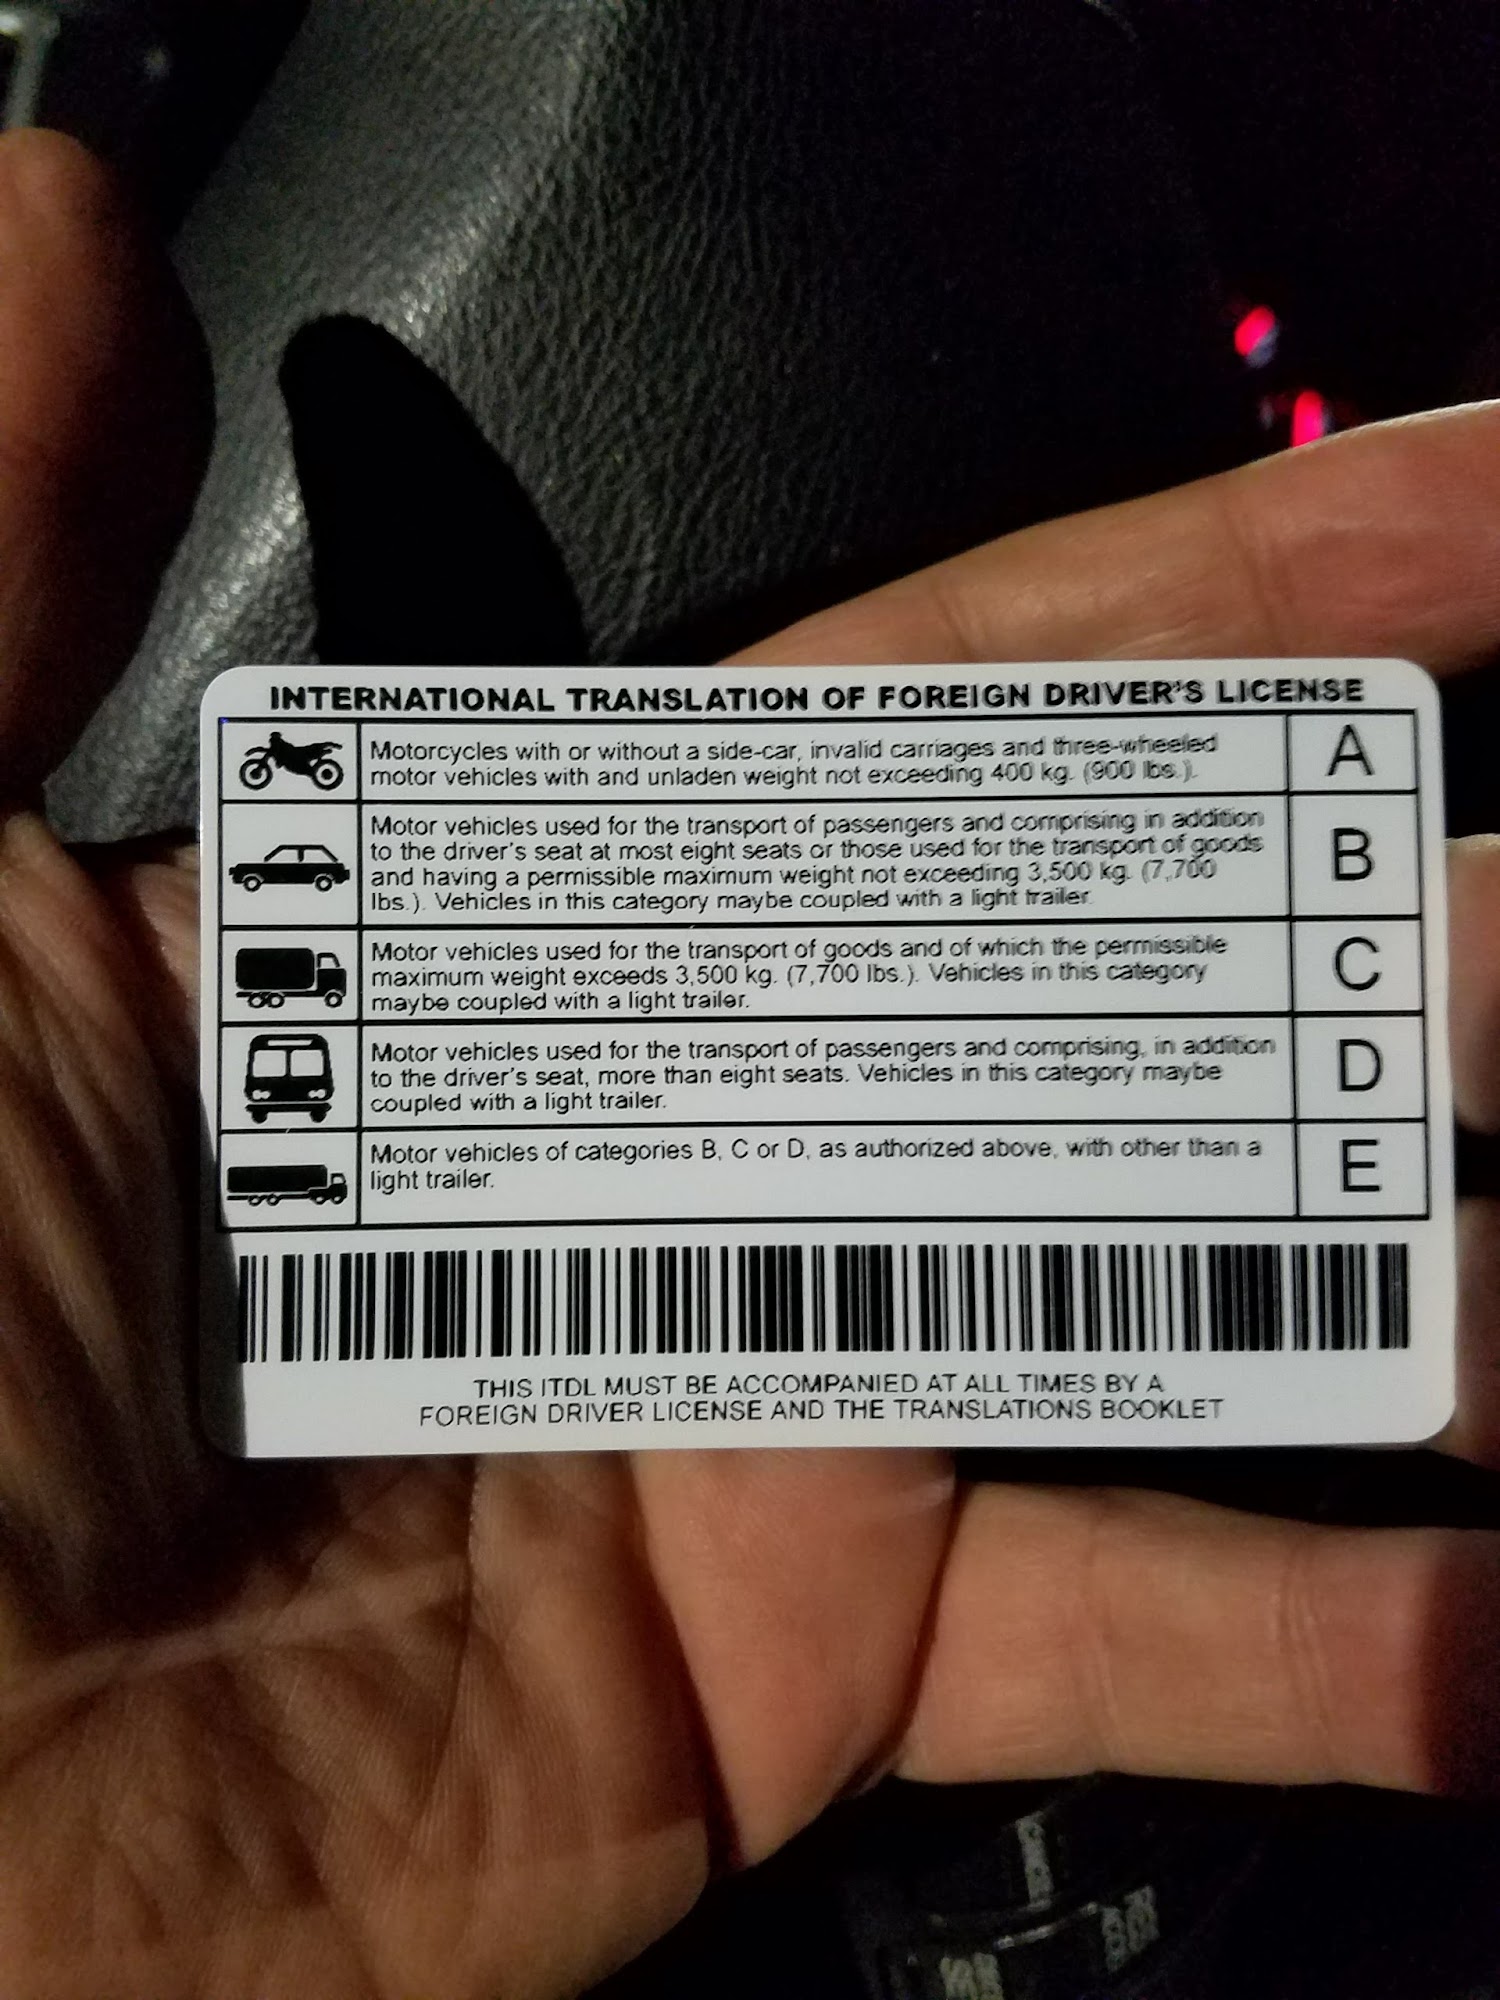 INTERNATIONAL TRANSLATION OF FOREIGN DRIVER'S LICENSE
Motorcycles with or without a side-car, invalid carriages and three-wheeled
motor vehicles with and unladen weight not exceeding 400 kg. (900 lbs.).
A
Motor vehicles used for the transport of passengers and comprising in addition
to the driver's seat at most eight seats or those used for the transport of goods
and having a permissible maximum weight not exceeding 3,500 kg. (7,700
lbs.). Vehicles in this category maybe coupled with a light trailer.
B
Motor vehicles used for the transport of goods and of which the permissible
maximum weight exceeds 3,500 kg. (7,700 lbs.). Vehicles in this category
maybe coupled with a light trailer.
C
Motor vehicles used for the transport of passengers and comprising, in addition
to the driver's seat, more than eight seats. Vehicles in this category maybe
coupled with a light trailer.
D
Motor vehicles of categories B, C or D, as authorized above, with other than a
light trailer.
E
THIS ITDL MUST BE ACCOMPANIED AT ALL TIMES BY A
FOREIGN DRIVER LICENSE AND THE TRANSLATIONS BOOKLET